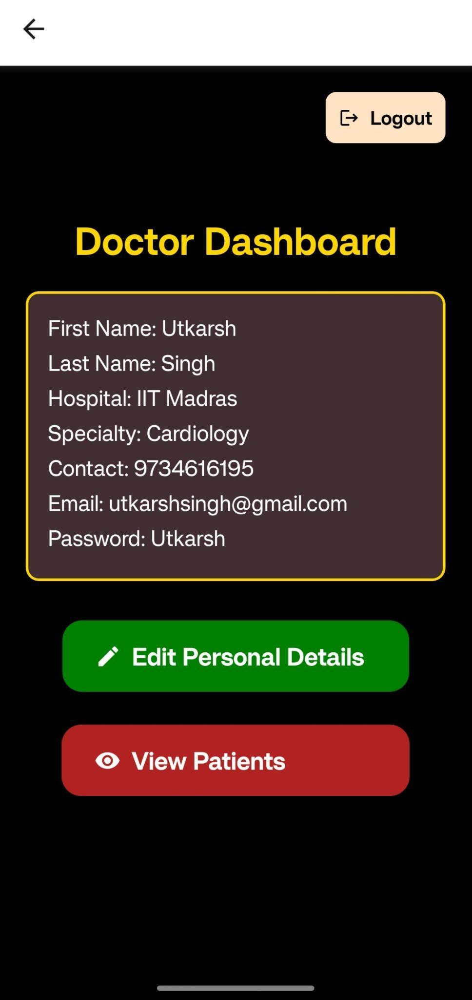 Logout
Doctor Dashboard
First Name: Utkarsh
Last Name: Singh
Hospital: IIT Madras
Specialty: Cardiology
Contact: 9734616195
Email: utkarshsingh@gmail.com
Password: Utkarsh
Edit Personal Details
View Patients